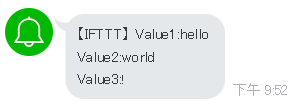 【IFTTT】Value1:hello
Value2:world
Value3:!
下午 9:52